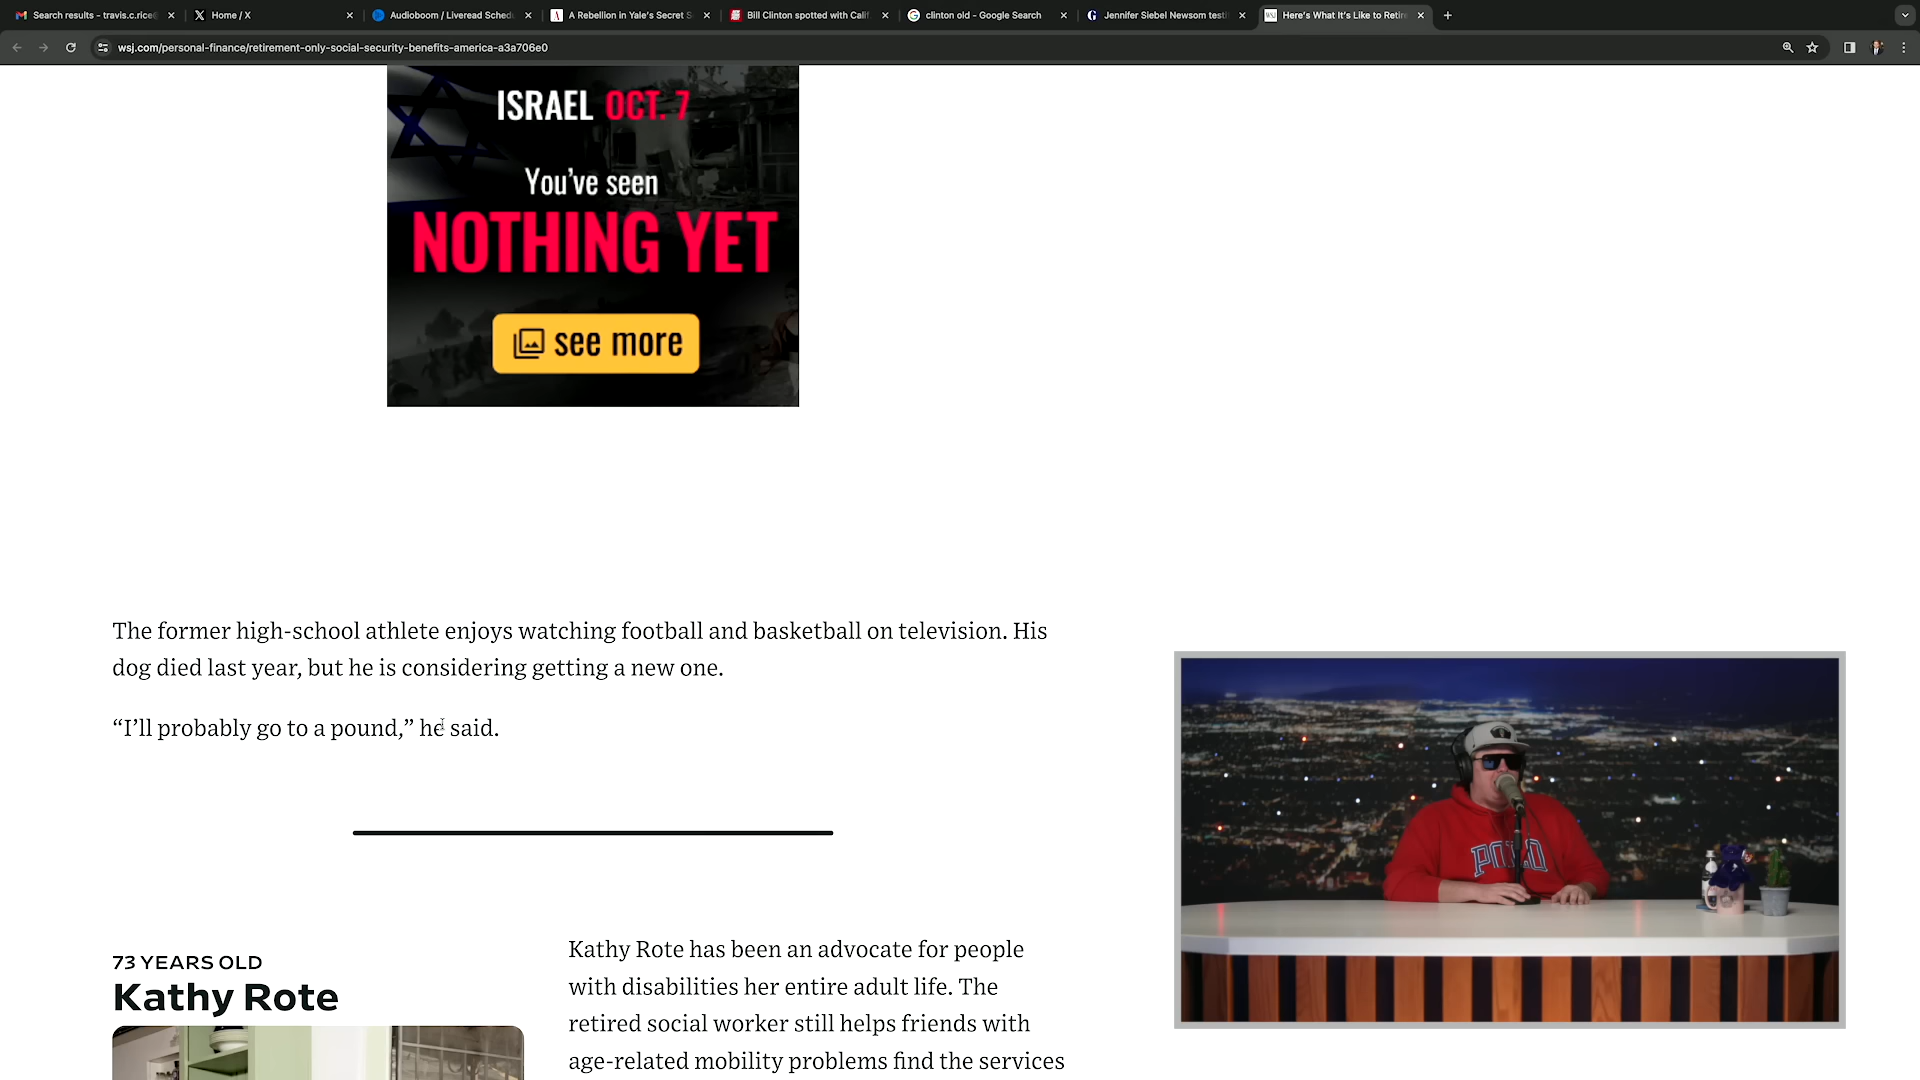 Search results - travis.c.rice
Home / X
Audioboom / Liveread Schedu
A Rebellion in Yale's Secret S
Bill Clinton spotted with Calif
clinton old - Google Search
Jennifer Siebel Newsom testi
Here's What It's Like to Retire
wsj.com/personal-finance/retirement-only-social-security-benefits-america-a3a706e0
ISRAEL OCT. 7
You've seen
NOTHING YET
see more
The former high-school athlete enjoys watching football and basketball on television. His
dog died last year, but he is considering getting a new one.
“I'll probably go to a pound,” he said.
73 YEARS OLD
Kathy Rote
Kathy Rote has been an advocate for people
with disabilities her entire adult life. The
retired social worker still helps friends with
age-related mobility problems find the services
POLO